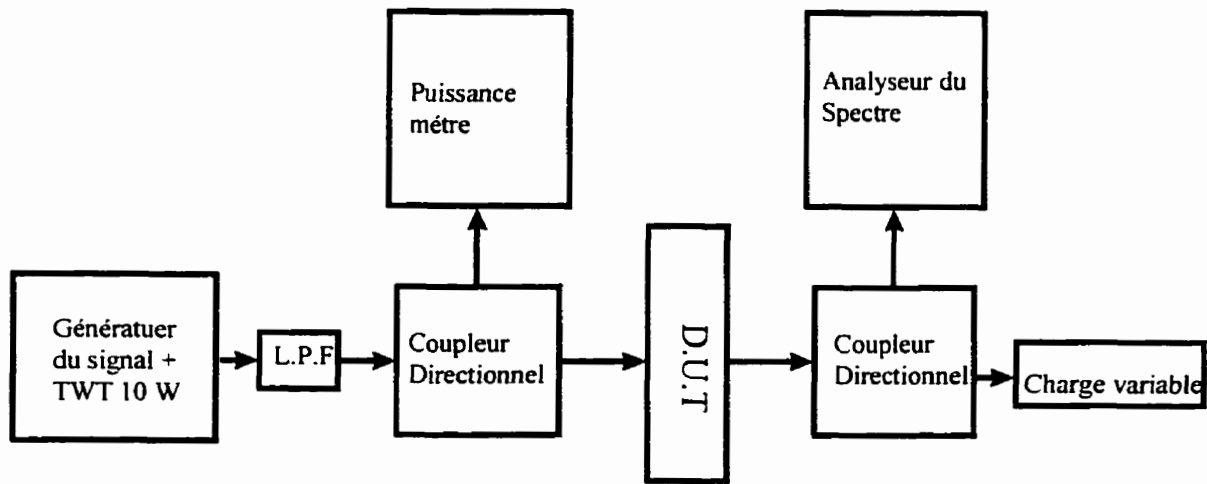 Puissance
métre
Analyseur du
Spectre
Génératuer
du signal +
TWT 10 W
L.P.F
Coupleur
Directionnel
D.U.T
Coupleur
Directionnel
Charge variable